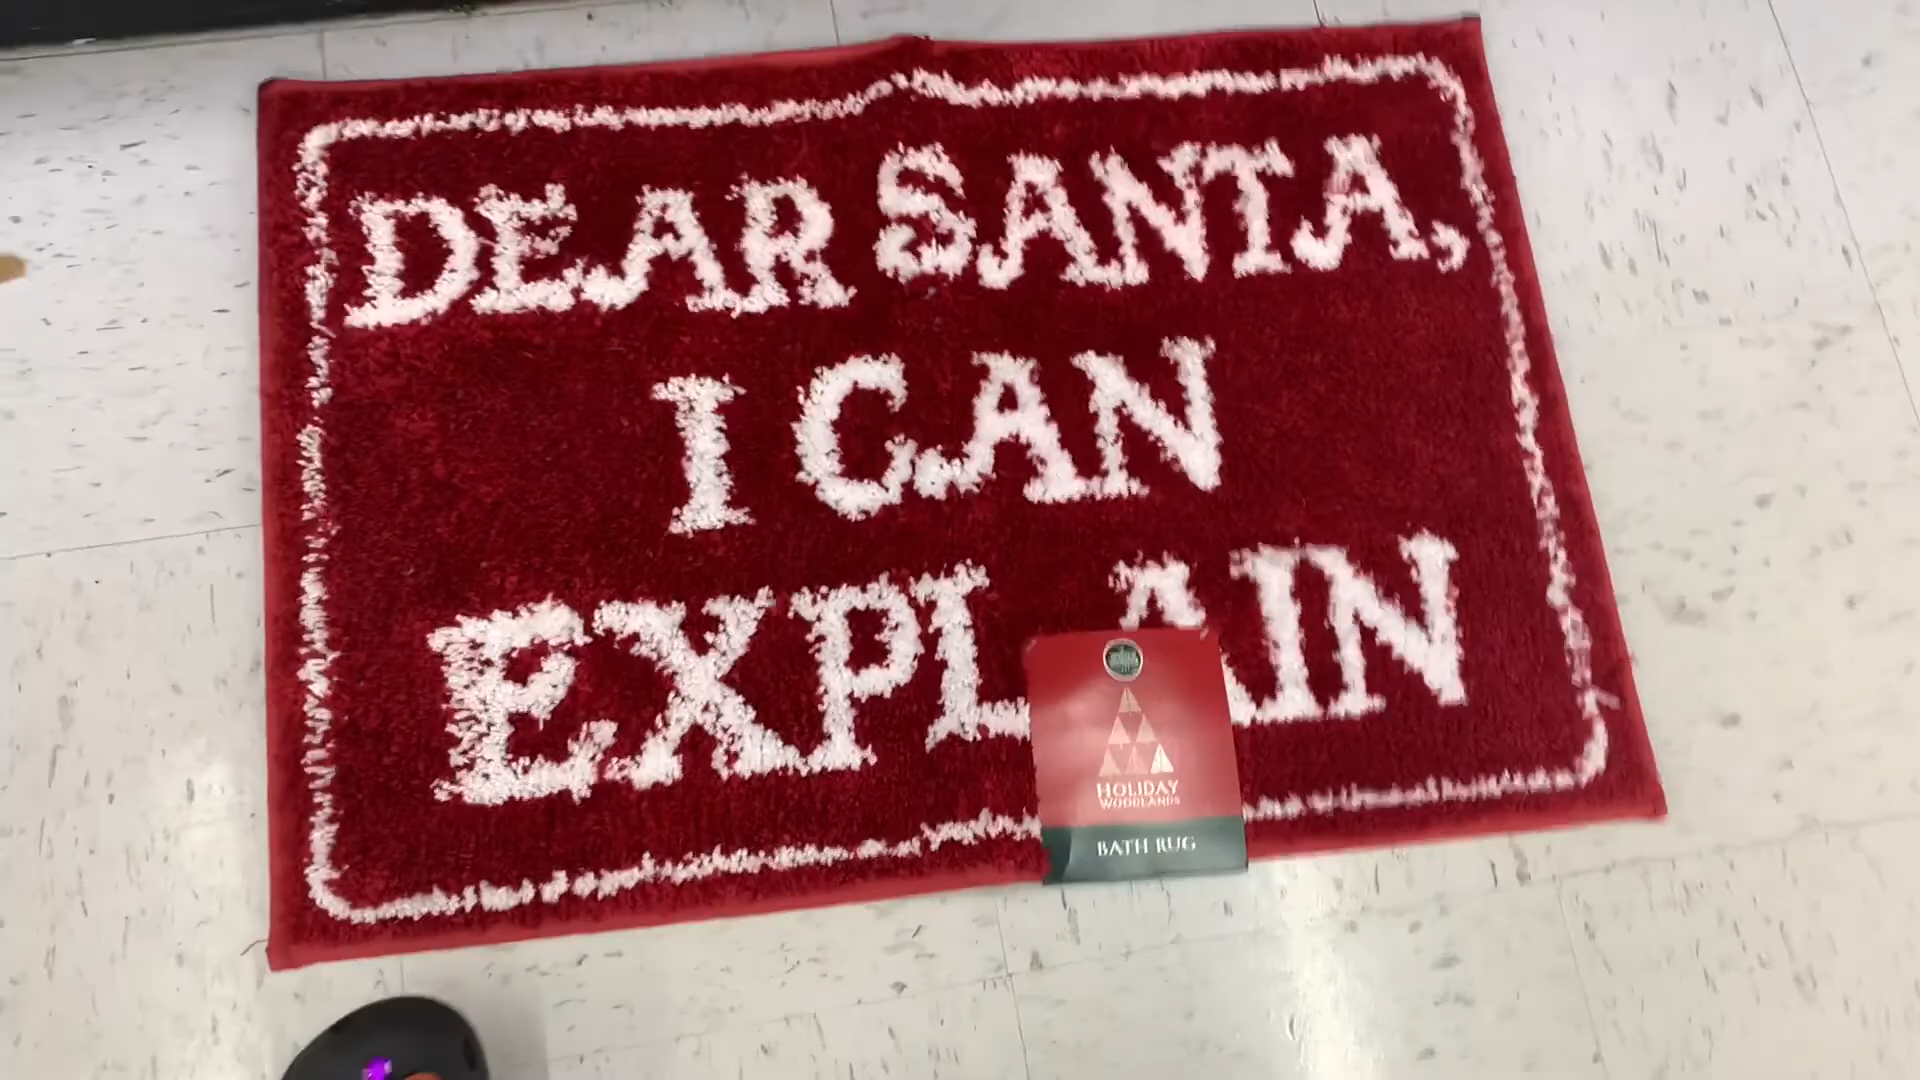 DEAR SANTA,
I CAN
EXPLAIN
HOLIDAY
WOODLANDS
BATH RUG